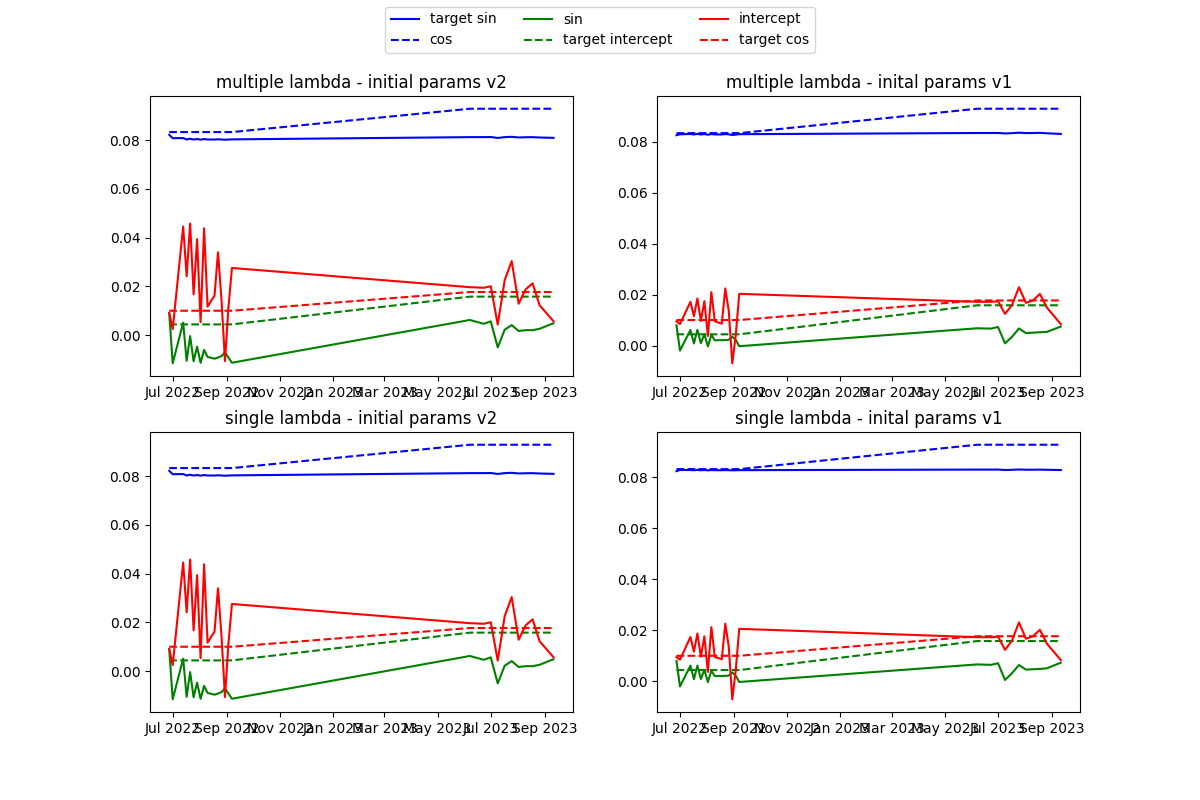 target sin sin intercept
cos target intercept target cos
multiple lambda - initial params v2 multiple lambda - inital params v1
0.08 0.08
0.06 0.06
0.04 0.04
0.02 0.02
0.00 0.00
Jul 2022 Sep 2022 Nov 2022 Jan 2023 Mar 2023 May 2023 Jul 2023 Sep 2023 Jul 2022 Sep 2022 Nov 2022 Jan 2023 Mar 2023 May 2023 Jul 2023 Sep 2023
single lambda - initial params v2 single lambda - inital params v1
0.08 0.08
0.06 0.06
0.04 0.04
0.02 0.02
0.00 0.00
Jul 2022 Sep 2022 Nov 2022 Jan 2023 Mar 2023 May 2023 Jul 2023 Sep 2023 Jul 2022 Sep 2022 Nov 2022 Jan 2023 Mar 2023 May 2023 Jul 2023 Sep 2023